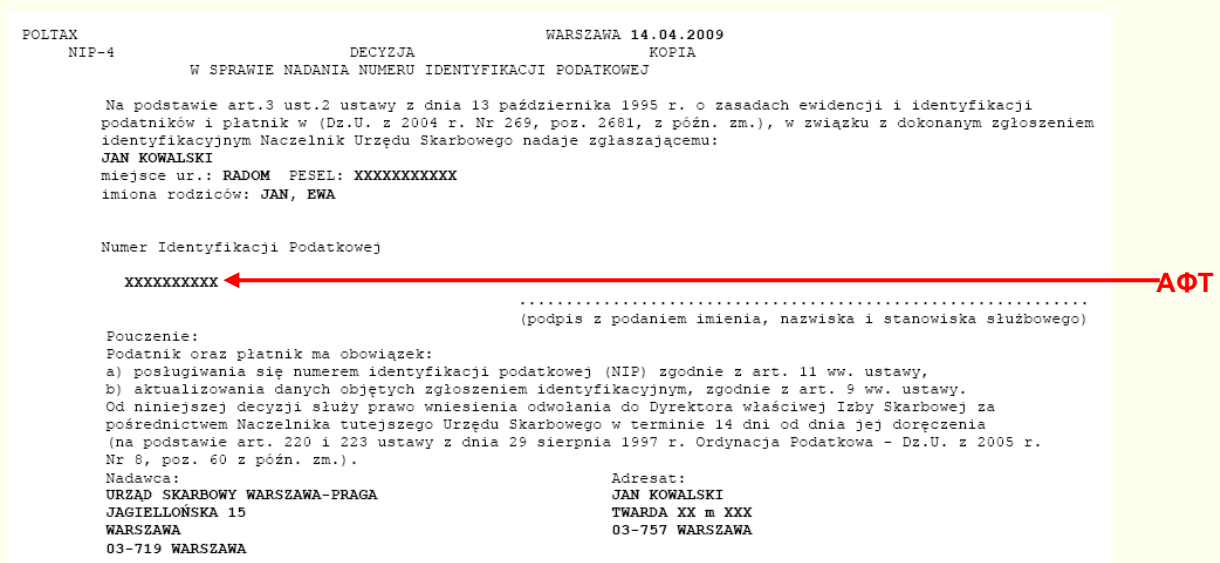 POLTAX WARSZAWA 14.04.2009
NIP-4 DECYZJA KOPIA
W SPRAWIE NADANIA NUMERU IDENTYFIKACJI PODATKOWEJ
Na podstawie art.3 ust.2 ustawy z dnia 13 października 1995 r. o zasadach ewidencji i identyfikacji
podatników i płatnik w (Dz.U. z 2004 r. Nr 269, poz. 2681, z późn. zm.), w związku z dokonanym zgłoszeniem
identyfikacyjnym Naczelnik Urzędu Skarbowego nadaje zgłaszającemu:
JAN KOWALSKI
miejsce ur.: RADOM PESEL: XXXXXXXXXXX
imiona rodziców: JAN, EWA
Numer Identyfikacji Podatkowej
XXXXXXXXXX
ΑΦΤ
.............................................................
(podpis z podaniem imienia, nazwiska i stanowiska służbowego)
Pouczenie:
Podatnik oraz płatnik ma obowiązek:
a) posługiwania się numerem identyfikacji podatkowej (NIP) zgodnie z art. 11 ww. ustawy,
b) aktualizowania danych objętych zgłoszeniem identyfikacyjnym, zgodnie z art. 9 ww. ustawy.
Od niniejszej decyzji służy prawo wniesienia odwołania do Dyrektora właściwej Izby Skarbowej za
pośrednictwem Naczelnika tutejszego Urzędu Skarbowego w terminie 14 dni od dnia jej doręczenia
(na podstawie art. 220 i 223 ustawy z dnia 29 sierpnia 1997 r. Ordynacja Podatkowa - Dz.U. z 2005 r.
Nr 8, poz. 60 z późn. zm.).
Nadawca: Adresat:
URZĄD SKARBOWY WARSZAWA-PRAGA JAN KOWALSKI
JAGIELLOŃSKA 15 TWARDA XX m XXX
WARSZAWA 03-757 WARSZAWA
03-719 WARSZAWA